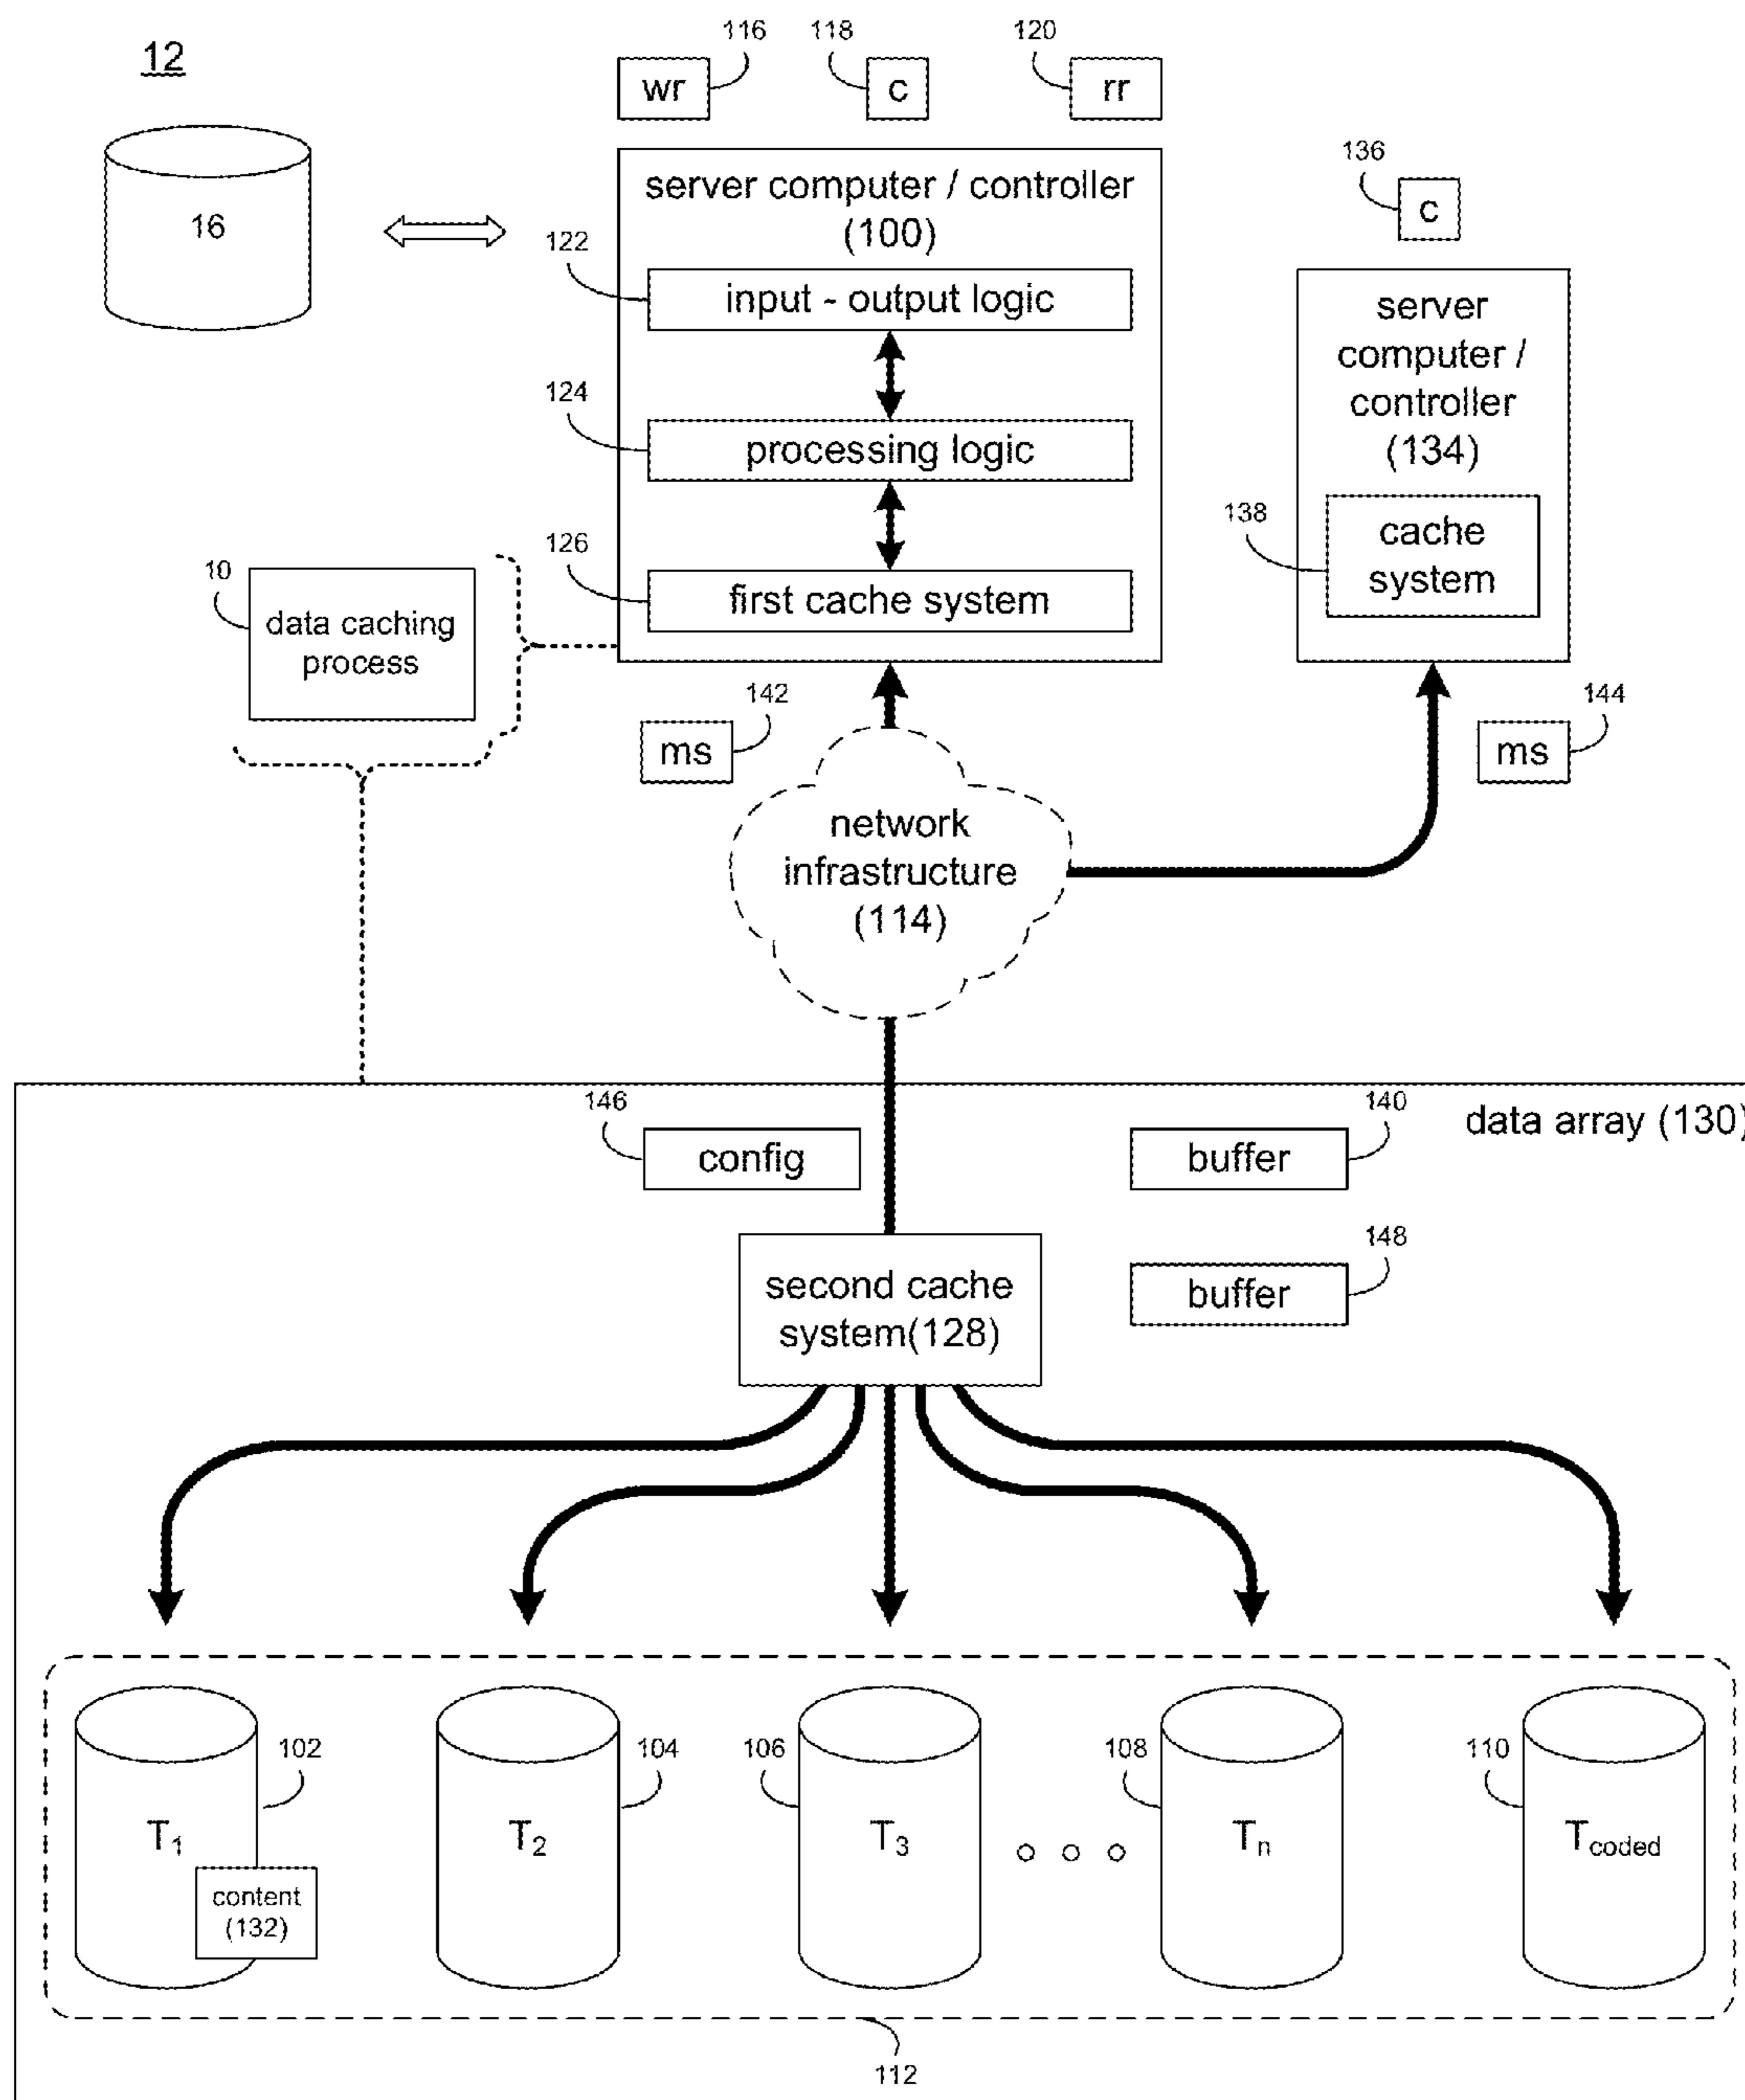 12
116
118
120
wr
c
rr
16
server computer / controller
(100)
122
input - output logic
124
processing logic
126
first cache system
136
c
server
computer /
controller
(134)
138
cache
system
10
data caching
process
142
ms
144
ms
network
infrastructure
(114)
data array (130)
146
config
140
buffer
148
buffer
second cache
system(128)
102
T1
content
(132)
104
T2
106
T3
108
Tn
110
Tcoded
112